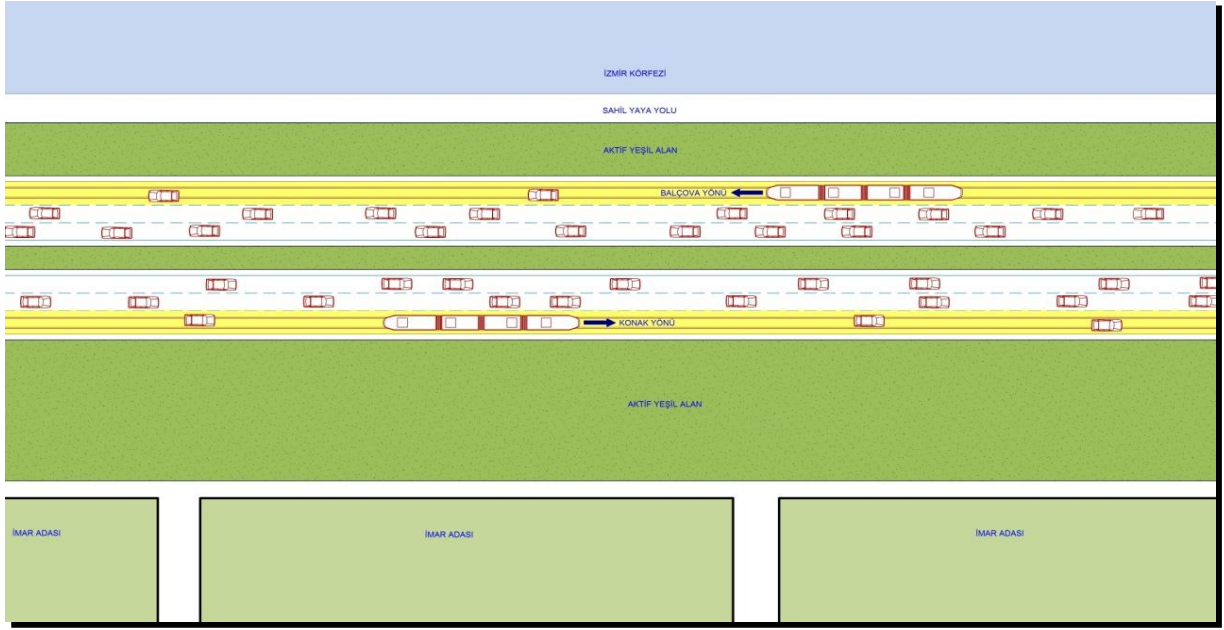 İZMİR KÖRFEZİ
SAHİL YAYA YOLU
AKTİF YEŞİL ALAN
BALÇOVA YÖNÜ
KONAK YÖNÜ
AKTİF YEŞİL ALAN
İMAR ADASI
İMAR ADASI
İMAR ADASI